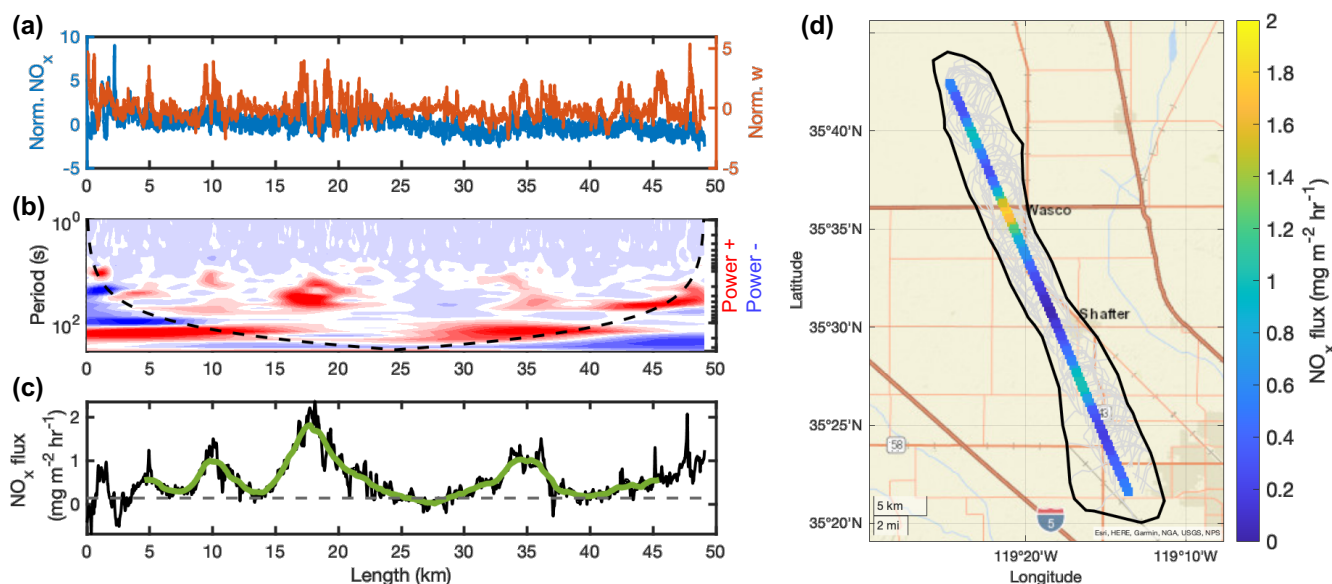 (a)
10
5
0
-5
Norm. NOx
5
0
-5
Norm. w
0 5 10 15 20 25 30 35 40 45 50
(b)
10^0
10^2
Period (s)
Power +
Power -
0 5 10 15 20 25 30 35 40 45 50
(c)
2
1
0
NOx flux
(mg m-2 hr-1)
0 5 10 15 20 25 30 35 40 45 50
Length (km)
(d)
35°40'
35°35'
35°30'
35°25'
35°20'
Latitude
Wasco
Shafter
43
58
5
5 km
2 mi
Esri, HERE, Garmin, NGA, USGS, NPS
119°20'W
119°10'W
Longitude
2
1.8
1.6
1.4
1.2
1
0.8
0.6
0.4
0.2
0
NOx flux (mg m-2 hr-1)